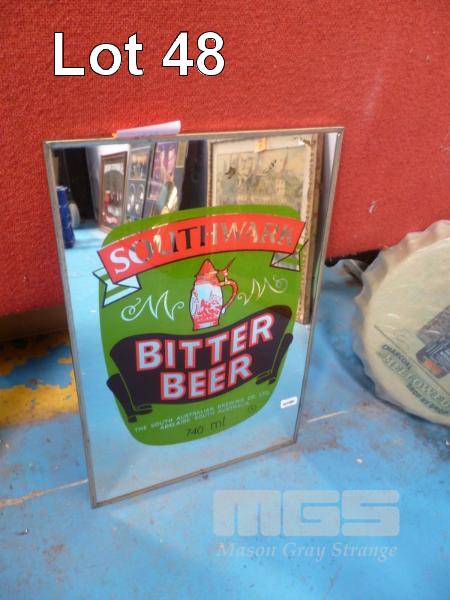 Lot 48
SOUTHWARK
BITTER
BEER
THE SOUTH AUSTRALIAN BREWING CO. LTD.
ADELAIDE SOUTH AUSTRALIA
740 ml
MGS
Mason Gray Strange